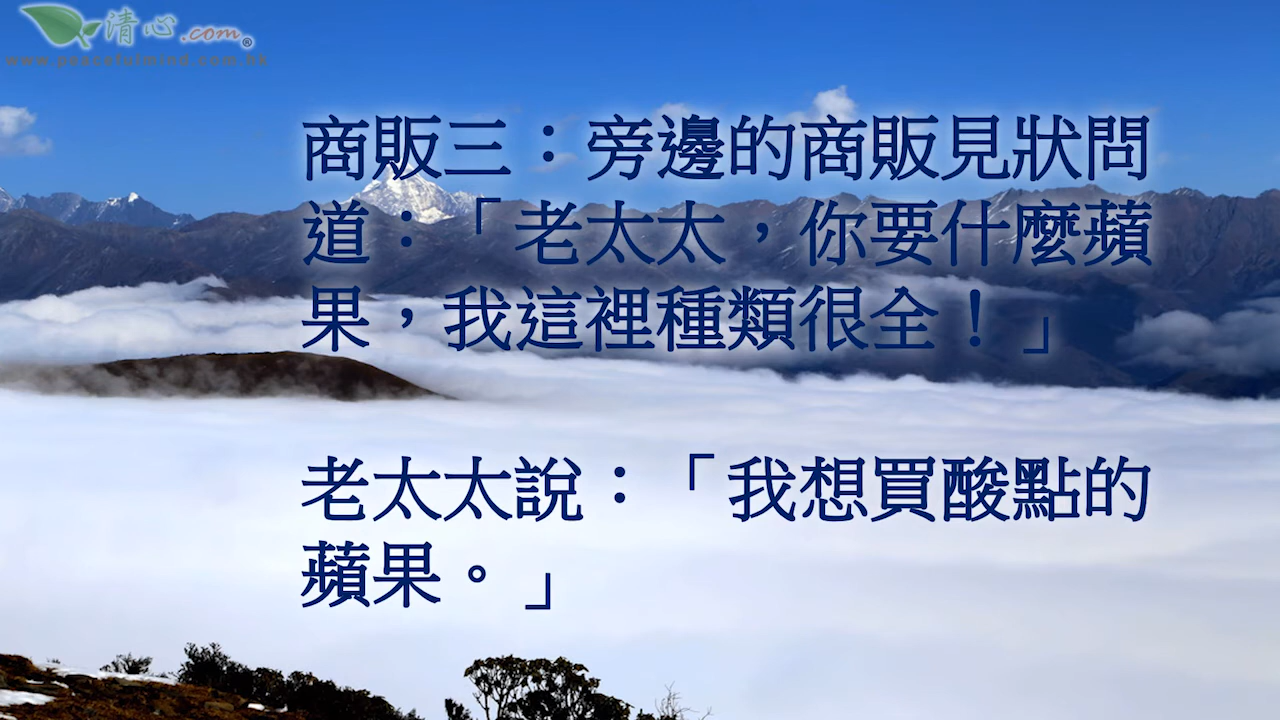 清心.com®
www.peacefulmind.com.hk
商販三：旁邊的商販見狀問
道：「老太太，你要什麼蘋
果，我這裡種類很全！」
老太太說：「我想買酸點的
蘋果。」